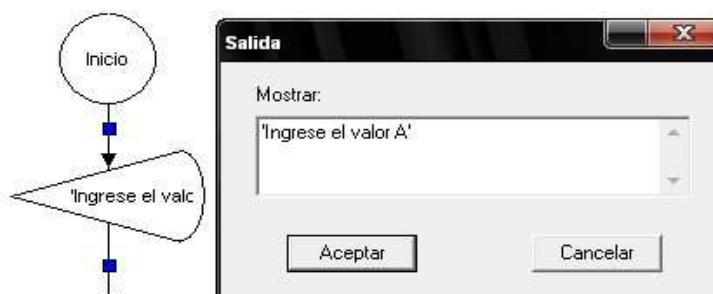 Inicio
'Ingrese el valc
Salida
Mostrar:
'Ingrese el valor A'
Aceptar
Cancelar